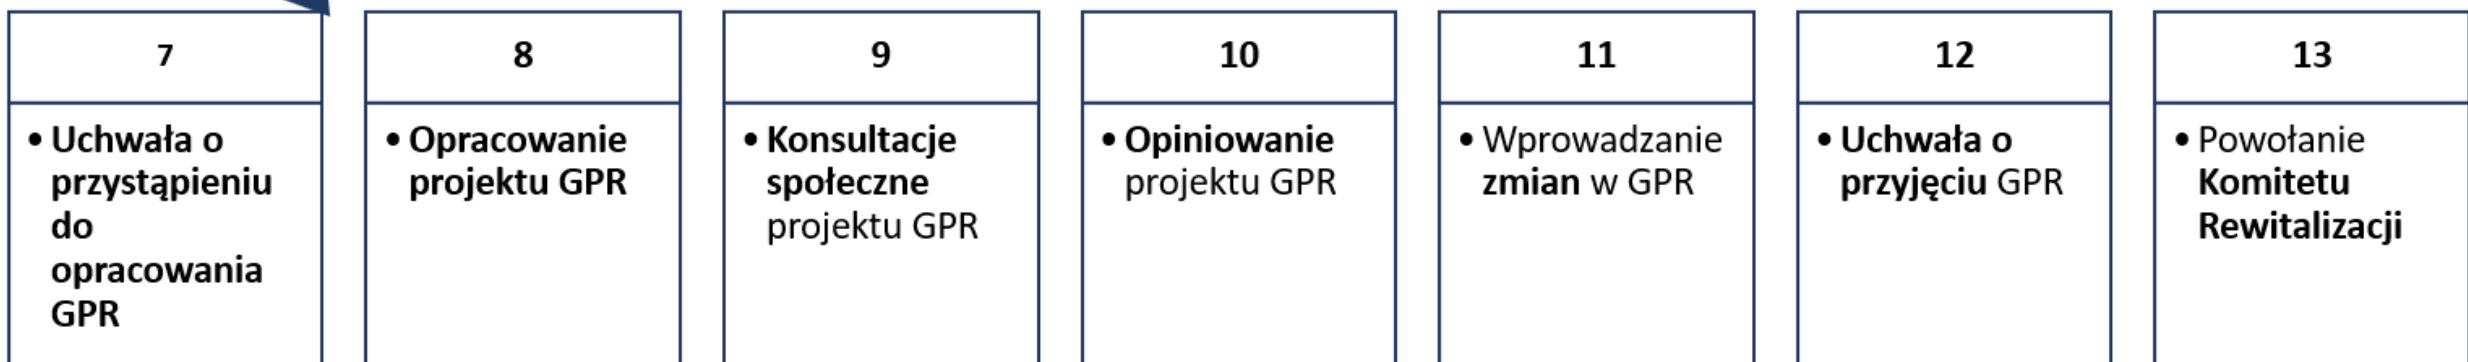 7
• Uchwała o
przystąpieniu
do
opracowania
GPR
8
• Opracowanie
projektu GPR
9
• Konsultacje
społeczne
projektu GPR
10
• Opiniowanie
projektu GPR
11
• Wprowadzanie
zmian w GPR
12
• Uchwała o
przyjęciu GPR
13
• Powołanie
Komitetu
Rewitalizacji